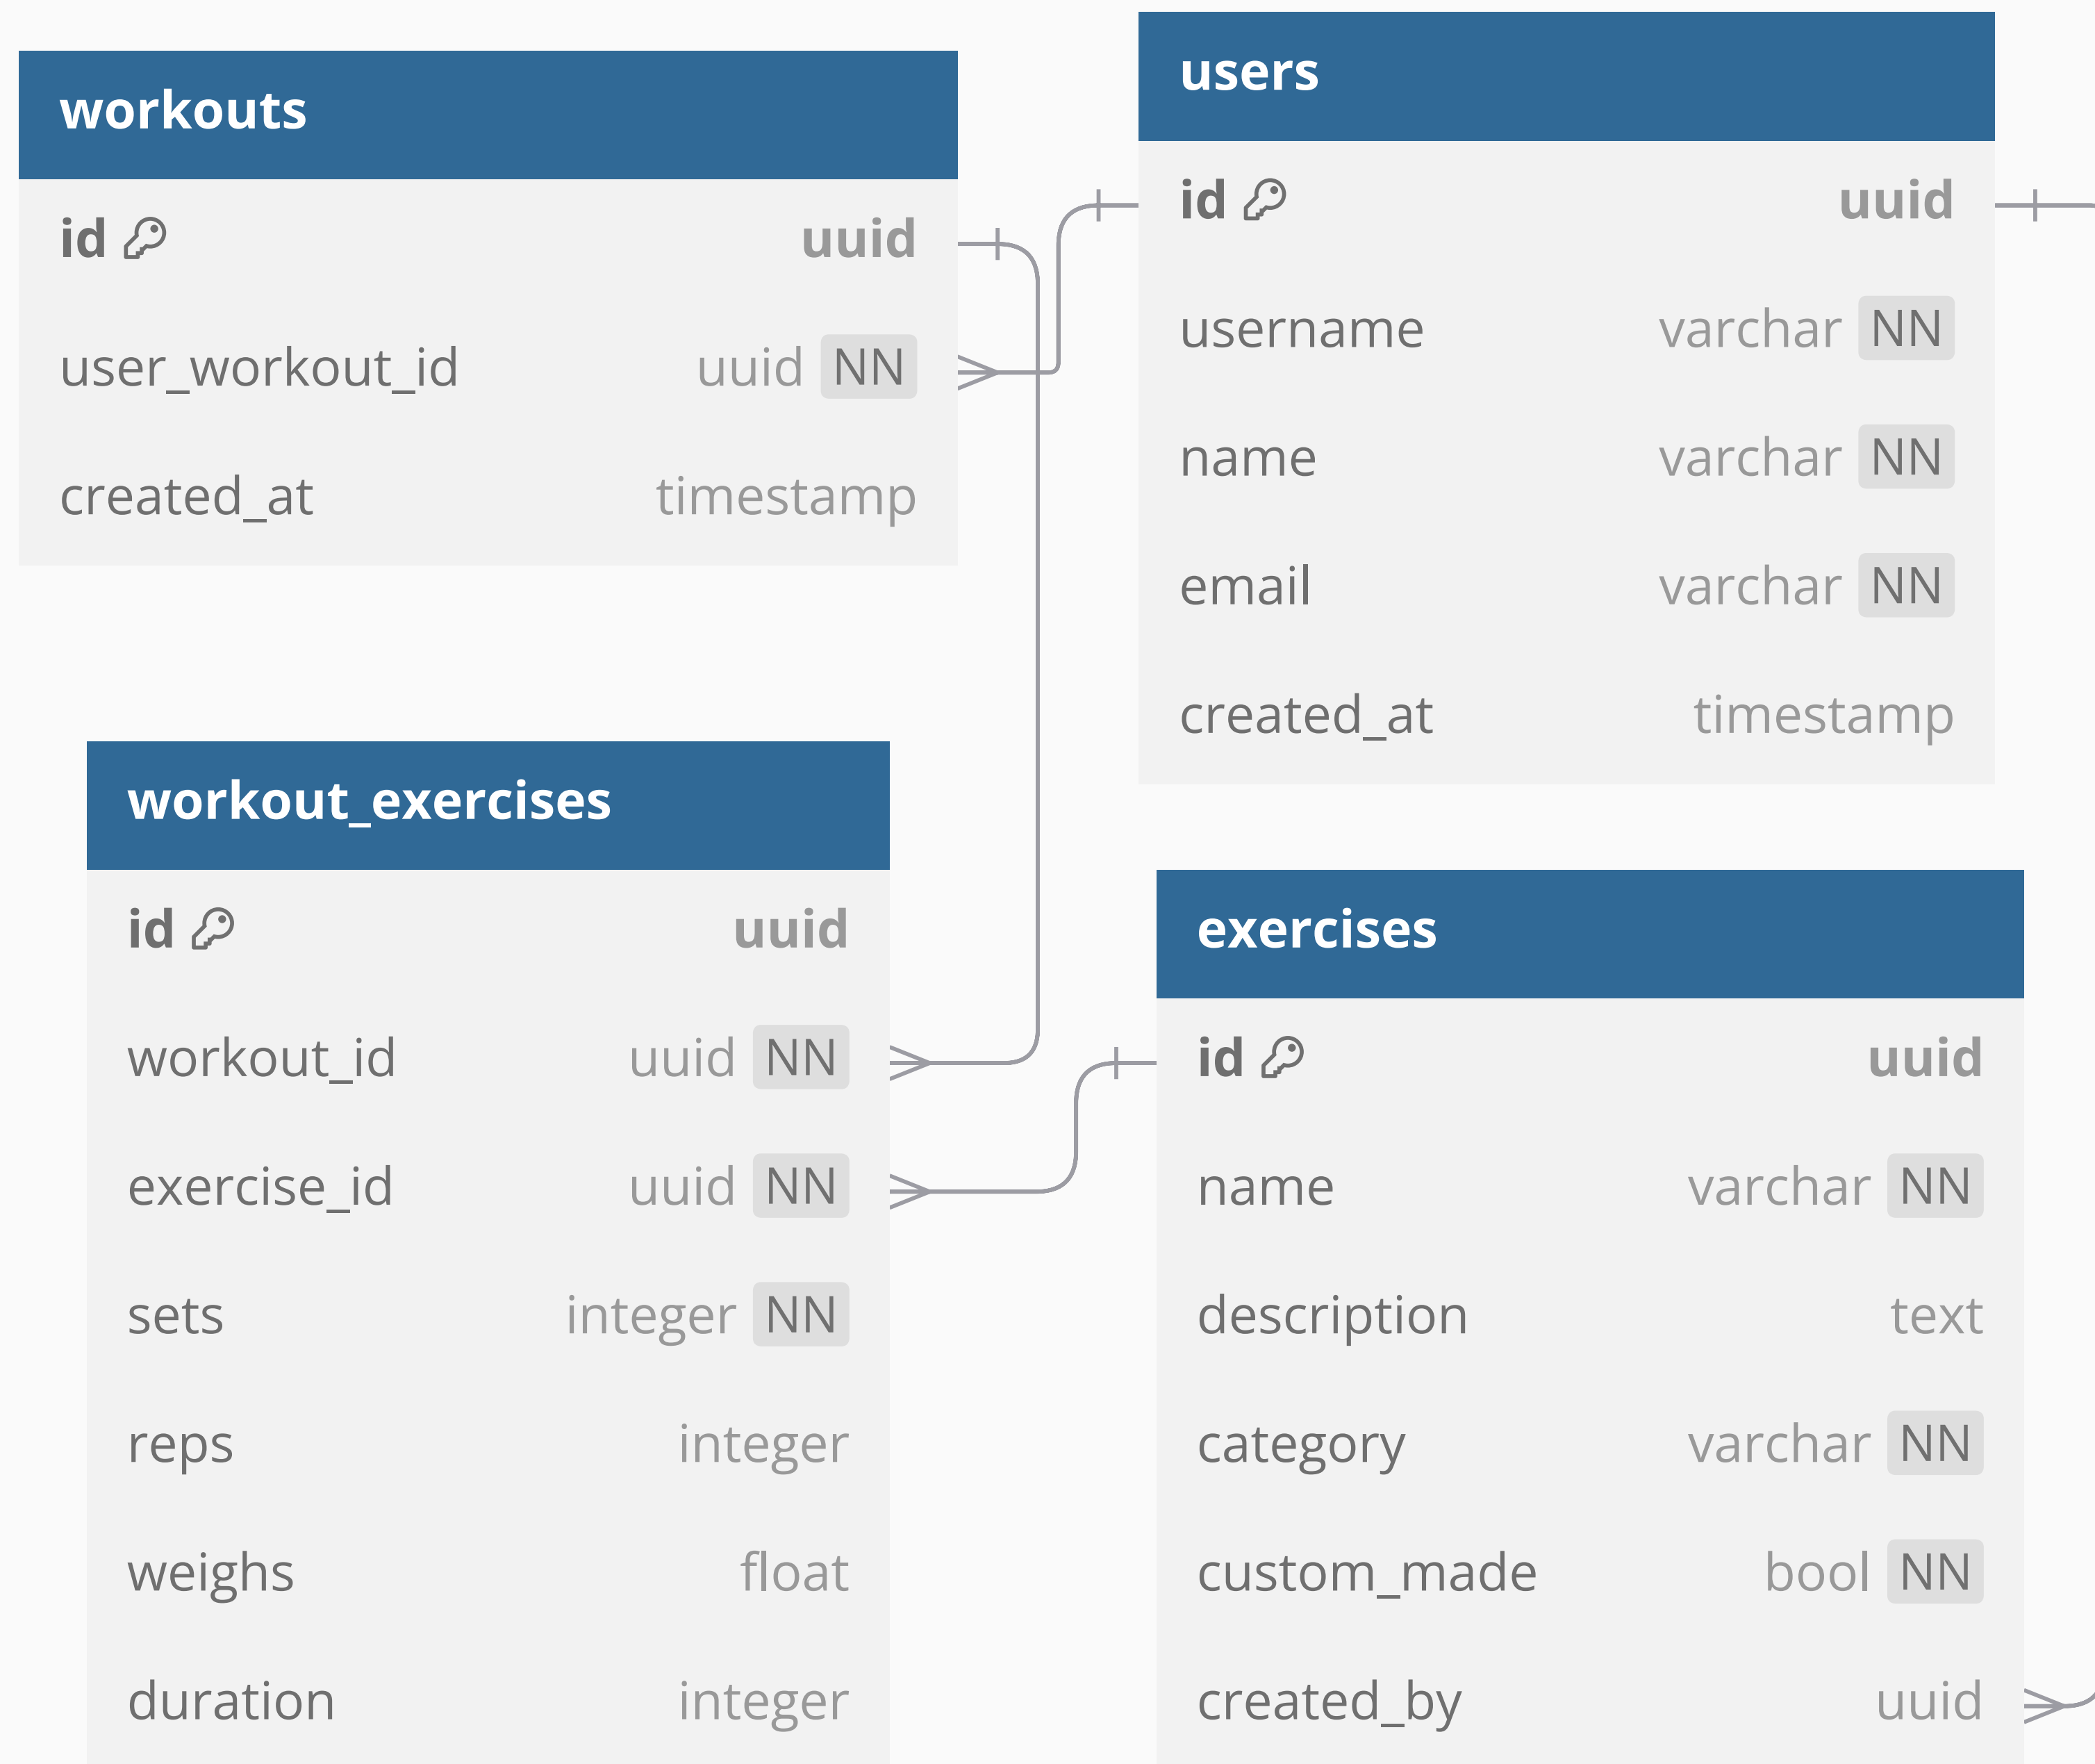 workouts
id uuid
user_workout_id uuid NN
created_at timestamp
users
id uuid
username varchar NN
name varchar NN
email varchar NN
created_at timestamp
workout_exercises
id uuid
workout_id uuid NN
exercise_id uuid NN
sets integer NN
reps integer
weighs float
duration integer
exercises
id uuid
name varchar NN
description text
category varchar NN
custom_made bool NN
created_by uuid